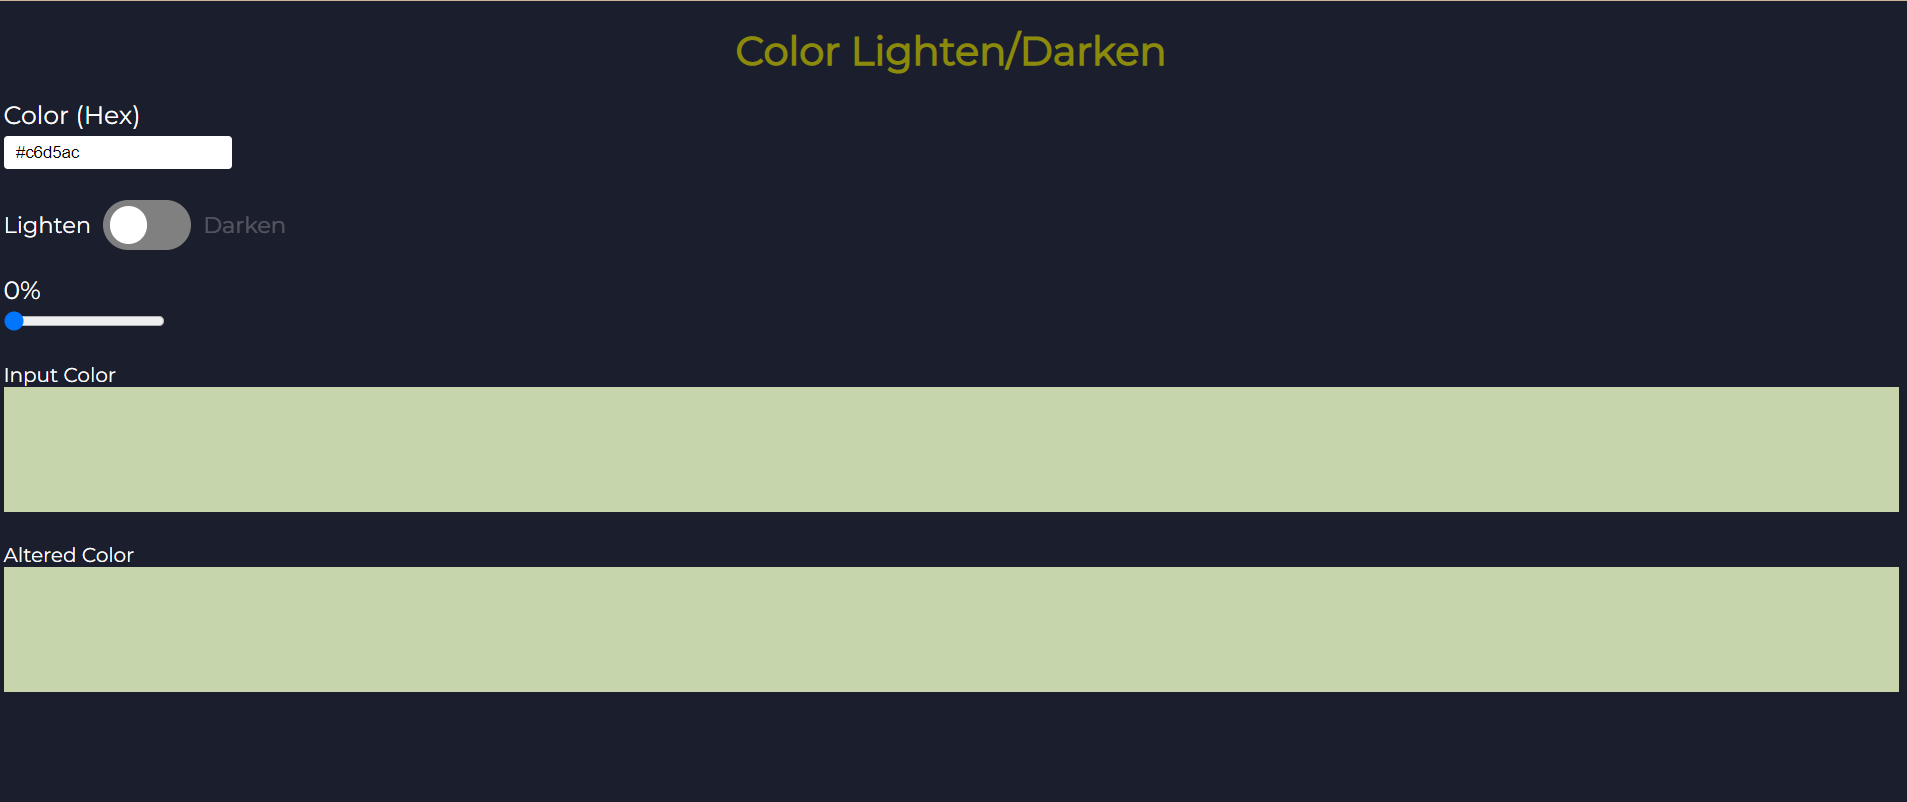 Color Lighten/Darken
Color (Hex)
#c6d5ac
Lighten Darken
0%
Input Color
Altered Color